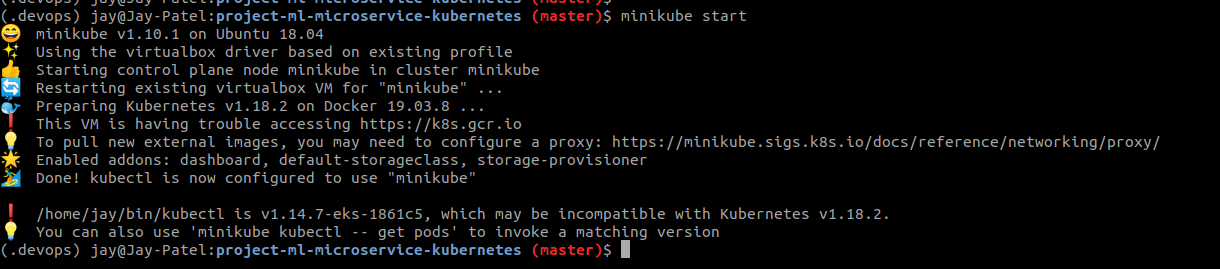 (.devops) jay@Jay-Patel:project-ml-microservice-kubernetes (master)$
(.devops) jay@Jay-Patel:project-ml-microservice-kubernetes (master)$ minikube start
😄 minikube v1.10.1 on Ubuntu 18.04
✨ Using the virtualbox driver based on existing profile
👍 Starting control plane node minikube in cluster minikube
🔄 Restarting existing virtualbox VM for "minikube" ...
🐳 Preparing Kubernetes v1.18.2 on Docker 19.03.8 ...
❗ This VM is having trouble accessing https://k8s.gcr.io
💡 To pull new external images, you may need to configure a proxy: https://minikube.sigs.k8s.io/docs/reference/networking/proxy/
🌟 Enabled addons: dashboard, default-storageclass, storage-provisioner
🏄 Done! kubectl is now configured to use "minikube"
❗ /home/jay/bin/kubectl is v1.14.7-eks-1861c5, which may be incompatible with Kubernetes v1.18.2.
💡 You can also use 'minikube kubectl -- get pods' to invoke a matching version
(.devops) jay@Jay-Patel:project-ml-microservice-kubernetes (master)$